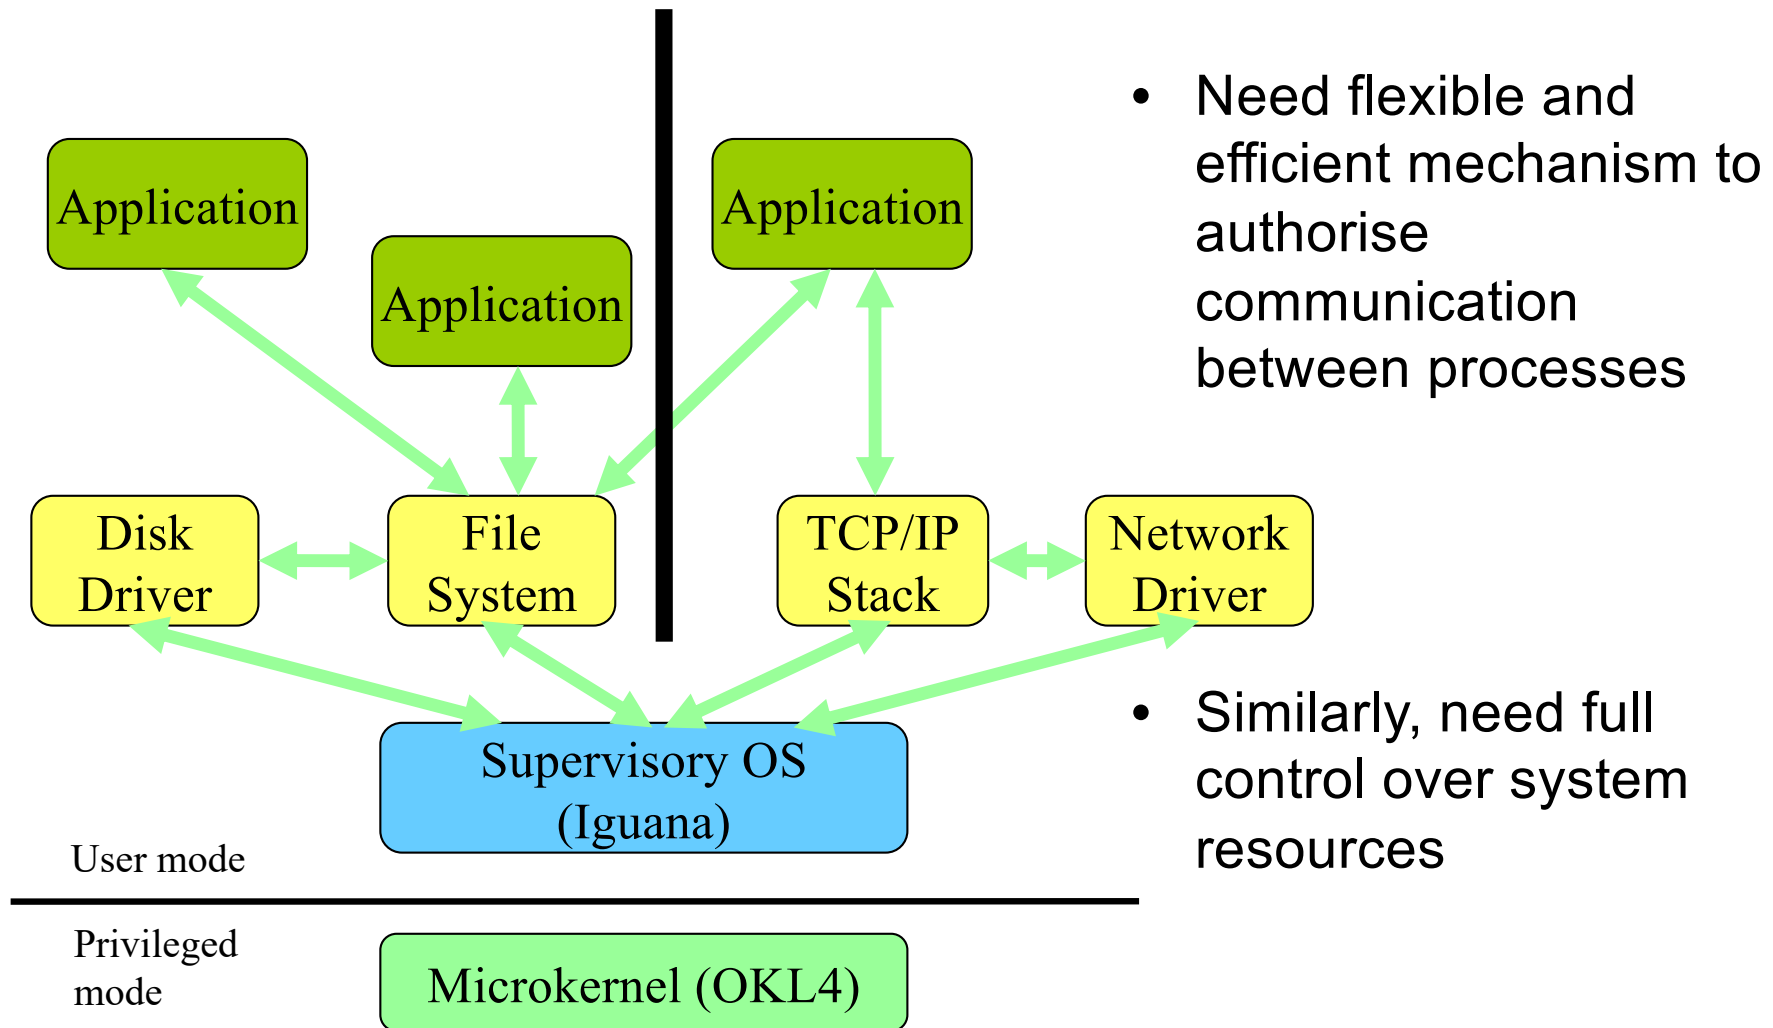 Application
Application
Application
Disk
Driver
File
System
TCP/IP
Stack
Network
Driver
Supervisory OS
(Iguana)
User mode
Privileged
mode
Microkernel (OKL4)
• Need flexible and
efficient mechanism to
authorise
communication
between processes
• Similarly, need full
control over system
resources